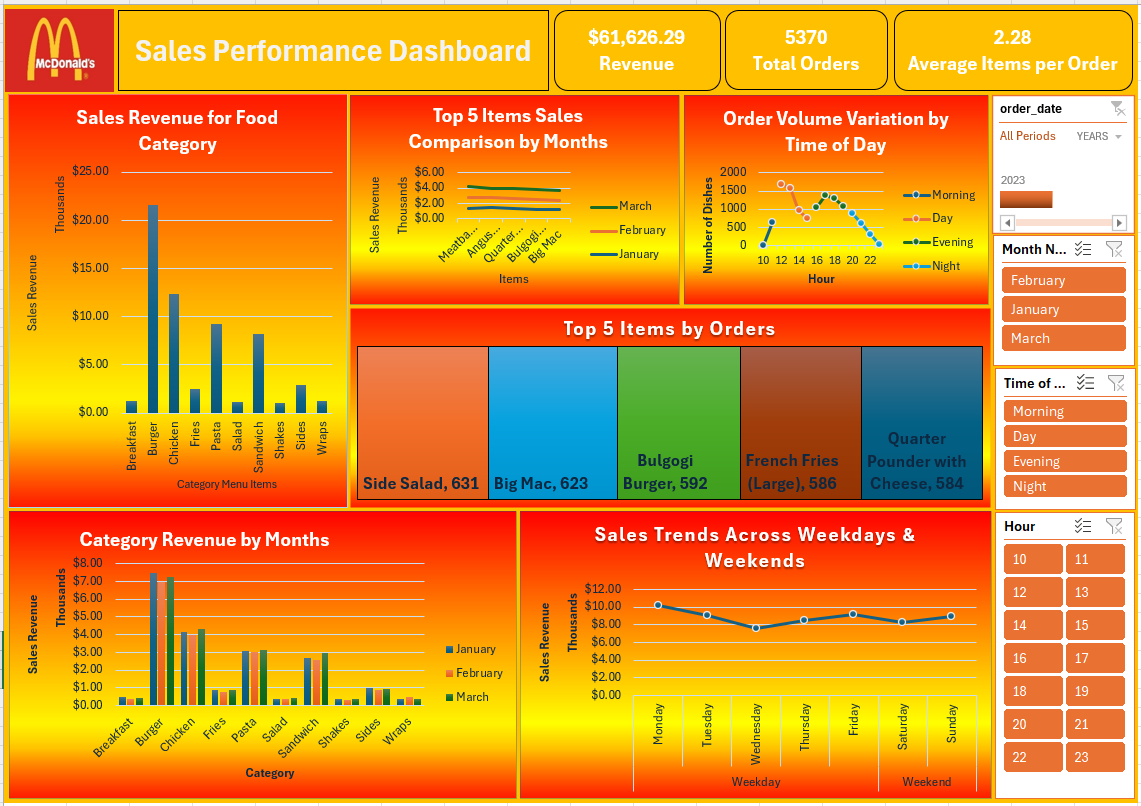 McDonald's
Sales Performance Dashboard
$61,626.29
Revenue
5370
Total Orders
2.28
Average Items per Order
Sales Revenue for Food
Category
Sales Revenue
Thousands
$25.00
$20.00
$15.00
$10.00
$5.00
$0.00
Breakfast
Burger
Chicken
Fries
Pasta
Salad
Sandwich
Shakes
Sides
Wraps
Category Menu Items
Top 5 Items Sales
Comparison by Months
Sales Revenue
Thousands
$6.00
$4.00
$2.00
$0.00
Meatba...
Angus...
Quarter...
Bulgogi...
Big Mac
Items
March
February
January
Order Volume Variation by
Time of Day
Number of Dishes
2000
1500
1000
500
0
10 12 14 16 18 20 22
Hour
Morning
Day
Evening
Night
Top 5 Items by Orders
Side Salad, 631
Big Mac, 623
Bulgogi
Burger, 592
French Fries
(Large), 586
Quarter
Pounder with
Cheese, 584
Category Revenue by Months
Sales Revenue
Thousands
$8.00
$7.00
$6.00
$5.00
$4.00
$3.00
$2.00
$1.00
$0.00
Breakfast
Burger
Chicken
Fries
Pasta
Salad
Sandwich
Shakes
Sides
Wraps
Category
January
February
March
Sales Trends Across Weekdays &
Weekends
Sales Revenue
Thousands
$12.00
$10.00
$8.00
$6.00
$4.00
$2.00
$0.00
Monday
Tuesday
Wednesday
Thursday
Friday
Saturday
Sunday
Weekday
Weekend
order_date
All Periods YEARS
2023
Month N...
February
January
March
Time of ...
Morning
Day
Evening
Night
Hour
10 11
12 13
14 15
16 17
18 19
20 21
22 23